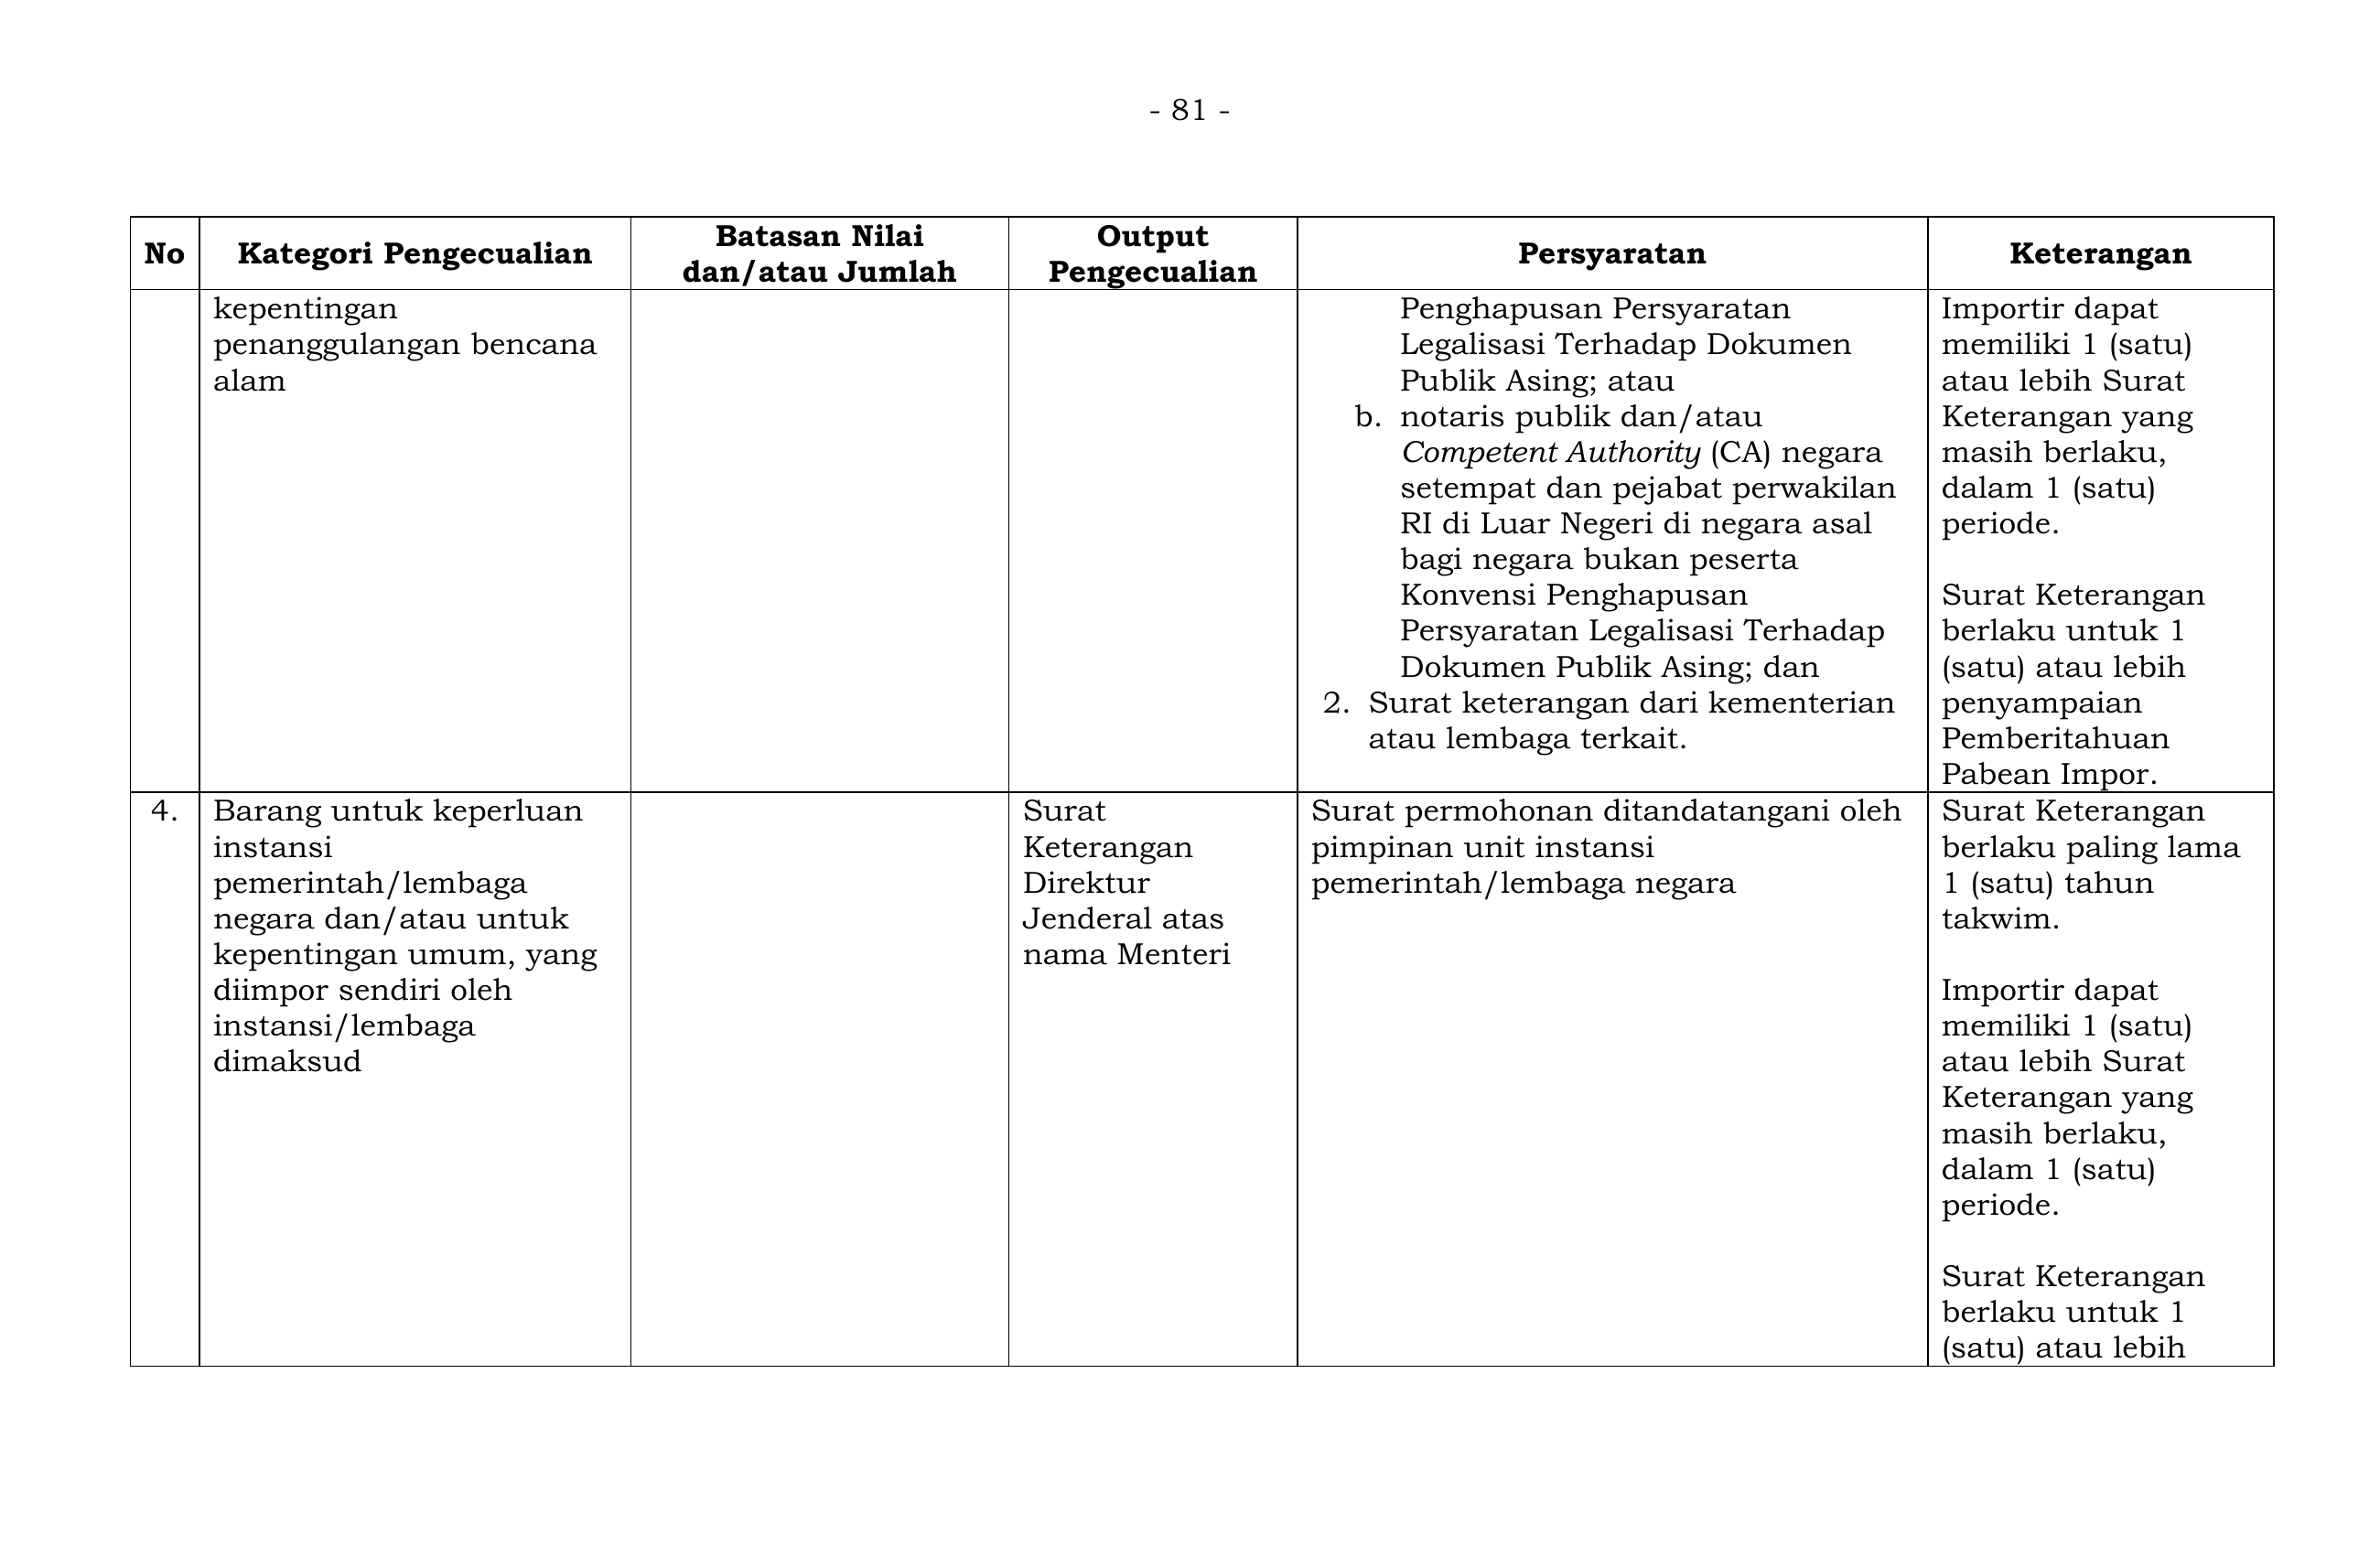 - 81 -
No
Kategori Pengecualian
Batasan Nilai
dan/atau Jumlah
Output
Pengecualian
Persyaratan
Keterangan
kepentingan
penanggulangan bencana
alam
Penghapusan Persyaratan
Legalisasi Terhadap Dokumen
Publik Asing; atau
b. notaris publik dan/atau
Competent Authority (CA) negara
setempat dan pejabat perwakilan
RI di Luar Negeri di negara asal
bagi negara bukan peserta
Konvensi Penghapusan
Persyaratan Legalisasi Terhadap
Dokumen Publik Asing; dan
2. Surat keterangan dari kementerian
atau lembaga terkait.
Importir dapat
memiliki 1 (satu)
atau lebih Surat
Keterangan yang
masih berlaku,
dalam 1 (satu)
periode.
Surat Keterangan
berlaku untuk 1
(satu) atau lebih
penyampaian
Pemberitahuan
Pabean Impor.
4.
Barang untuk keperluan
instansi
pemerintah/lembaga
negara dan/atau untuk
kepentingan umum, yang
diimpor sendiri oleh
instansi/lembaga
dimaksud
Surat
Keterangan
Direktur
Jenderal atas
nama Menteri
Surat permohonan ditandatangani oleh
pimpinan unit instansi
pemerintah/lembaga negara
Surat Keterangan
berlaku paling lama
1 (satu) tahun
takwim.
Importir dapat
memiliki 1 (satu)
atau lebih Surat
Keterangan yang
masih berlaku,
dalam 1 (satu)
periode.
Surat Keterangan
berlaku untuk 1
(satu) atau lebih